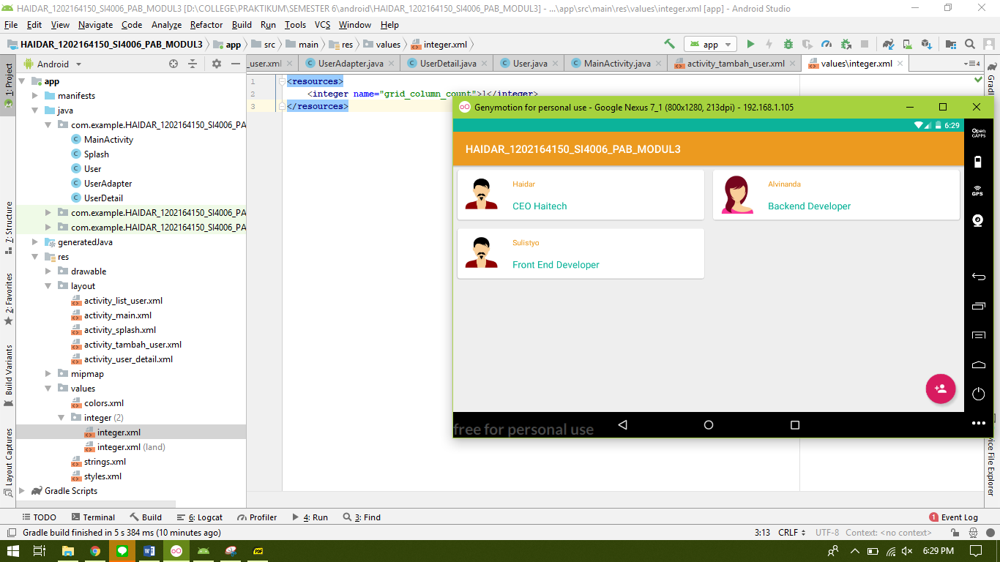 HAIDAR_1202164150_SI4006_PAB_MODUL3 [D:\COLLEGE\PRAKTIKUM\SEMESTER 6\android\HAIDAR_1202164150_SI4006_PAB_MODUL3] - ...\app\src\main\res\values\integer.xml [app] - Android Studio
File Edit View Navigate Code Analyze Refactor Build Run Tools VCS Window Help
HAIDAR_1202164150_SI4006_PAB_MODUL3 app src main res values integer.xml app
Android _user.xml UserAdapter.java UserDetail.java User.java MainActivity.java activity_tambah_user.xml values\integer.xml 4
1: Project
7: Structure
2: Favorites
Build Variants
Layout Captures
app
manifests
java
com.example.HAIDAR_1202164150_SI4006_PA
MainActivity
Splash
User
UserAdapter
UserDetail
com.example.HAIDAR_1202164150_SI4006_PA
com.example.HAIDAR_1202164150_SI4006_PA
generatedJava
res
drawable
layout
activity_list_user.xml
activity_main.xml
activity_splash.xml
activity_tambah_user.xml
activity_user_detail.xml
mipmap
values
colors.xml
integer (2)
integer.xml
integer.xml (land)
strings.xml
styles.xml
Gradle Scripts
1 <resources>
2 <integer name="grid_column_count">1</integer>
3 </resources>
Genymotion for personal use - Google Nexus 7_1 (800x1280, 213dpi) - 192.168.1.105
6:29
HAIDAR_1202164150_SI4006_PAB_MODUL3
Haidar
CEO Haitech
Alvinanda
Backend Developer
Sulistyo
Front End Developer
free for personal use
Open
GAPPS
GPS
File Explorer
TODO Terminal Build 6: Logcat Profiler 4: Run 3: Find 1 Event Log
Gradle build finished in 5 s 384 ms (10 minutes ago) 3:13 CRLF UTF-8 Context: <no context>
PDF 6:29 PM